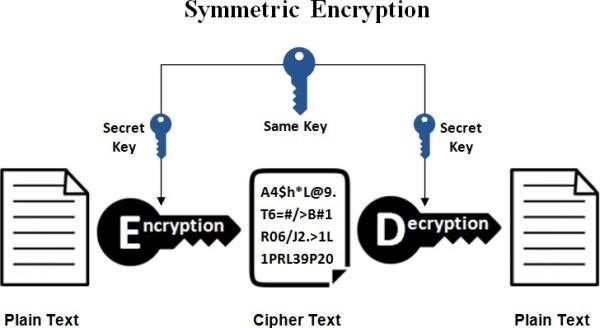 Symmetric Encryption
Secret
Key
Same Key
Secret
Key
Encryption
A4$h*L@9.
T6=#/>B#1
R06/J2.>1L
1PRL39P20
Decryption
Plain Text
Cipher Text
Plain Text